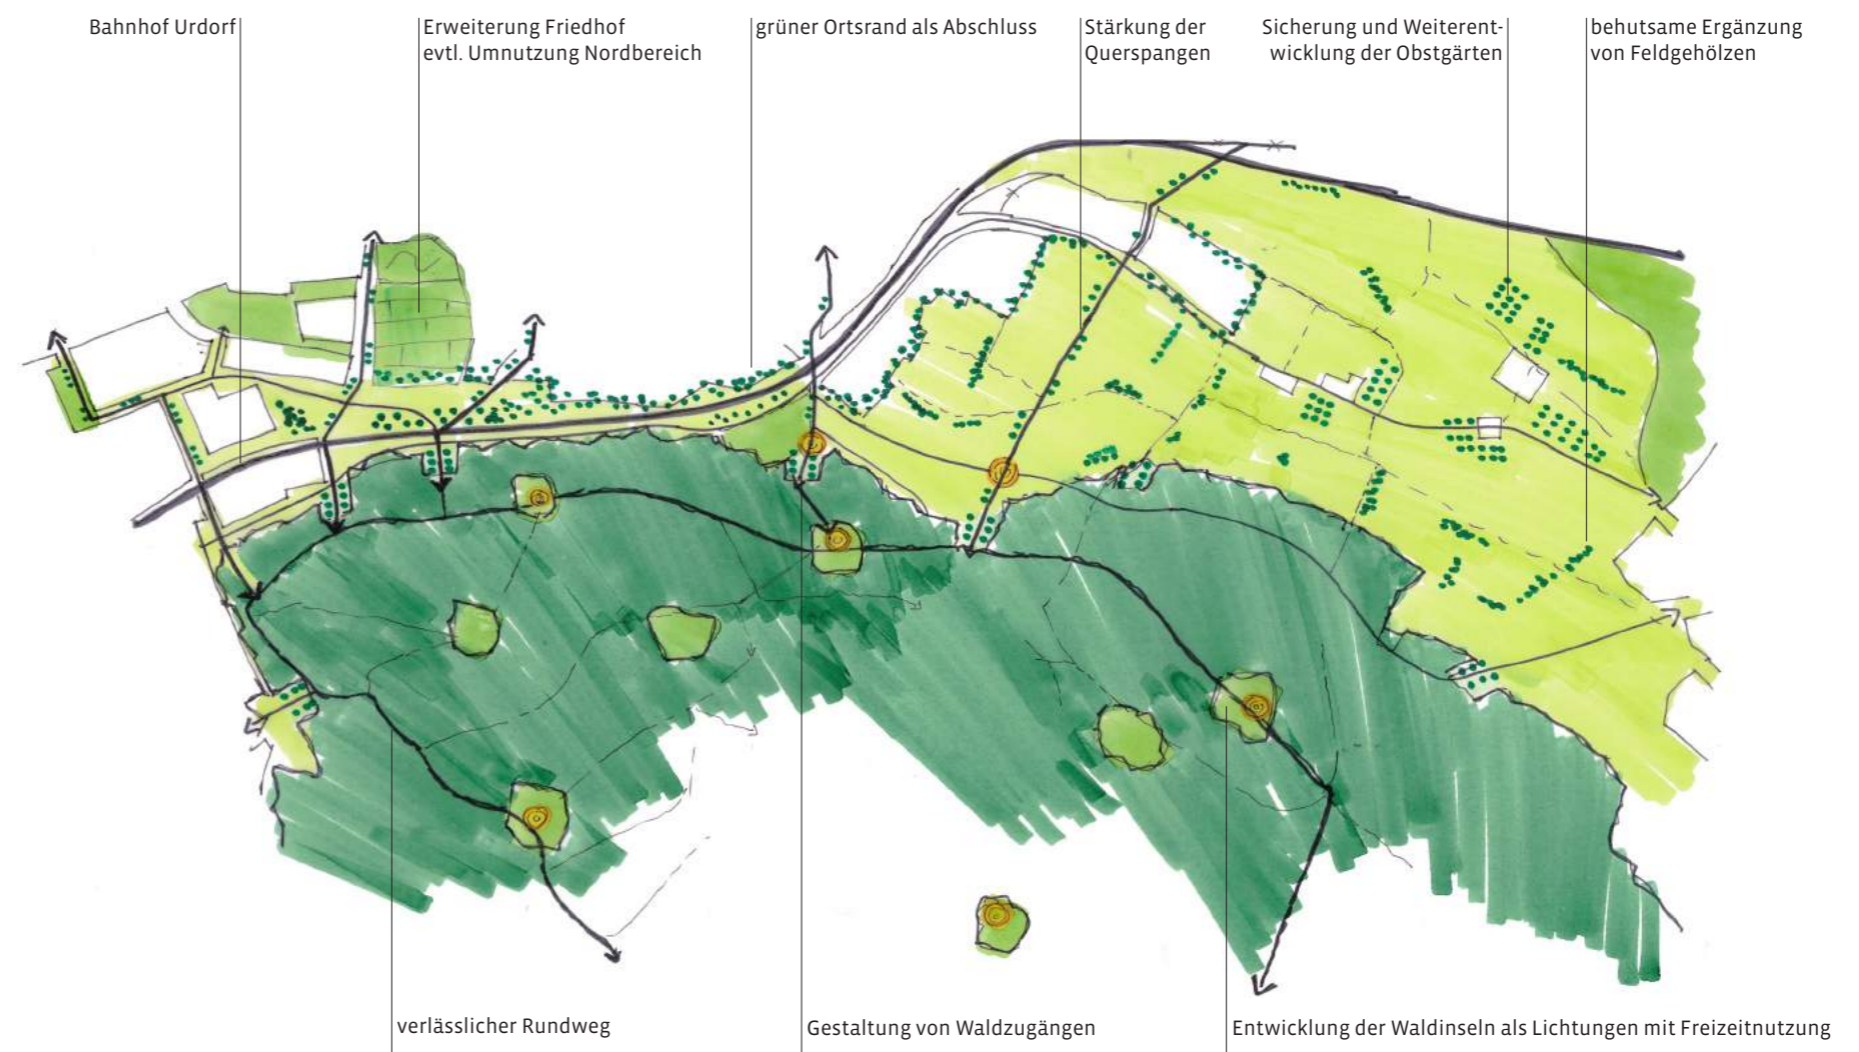 Bahnhof Urdorf
Erweiterung Friedhof
evtl. Umnutzung Nordbereich
grüner Ortsrand als Abschluss
Stärkung der
Querspangen
Sicherung und Weiterent-
wicklung der Obstgärten
behutsame Ergänzung
von Feldgehölzen
verlässlicher Rundweg
Gestaltung von Waldzugängen
Entwicklung der Waldinseln als Lichtungen mit Freizeitnutzung